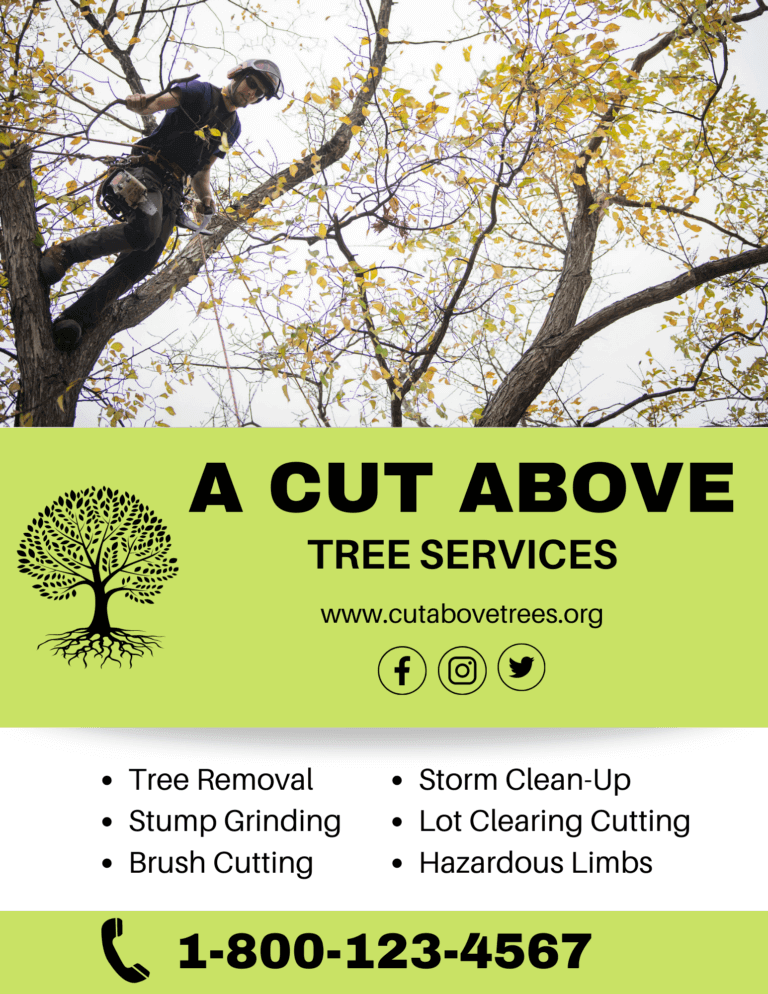 A CUT ABOVE
TREE SERVICES
www.cutabovetrees.org
• Tree Removal
• Stump Grinding
• Brush Cutting
• Storm Clean-Up
• Lot Clearing Cutting
• Hazardous Limbs
1-800-123-4567